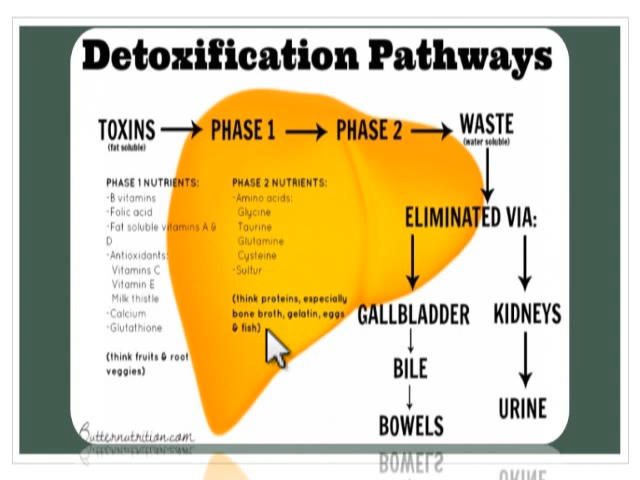 Detoxification Pathways
TOXINS
(fat soluble)
PHASE 1
PHASE 2
WASTE
(water soluble)
PHASE 1 NUTRIENTS:
-B vitamins
-Folic acid
-Fat soluble vitamins A &
D
-Antioxidants:
Vitamins C
Vitamin E
Milk thistle
-Calcium
-Glutathione
(think fruits & root
veggies)
PHASE 2 NUTRIENTS:
-Amino acids:
Glycine
Taurine
Glutamine
Cysteine
-Sulfur
(think proteins, especially
bone broth, gelatin, eggs
& fish)
ELIMINATED VIA:
GALLBLADDER
BILE
BOWELS
KIDNEYS
URINE
Butternutrition.com